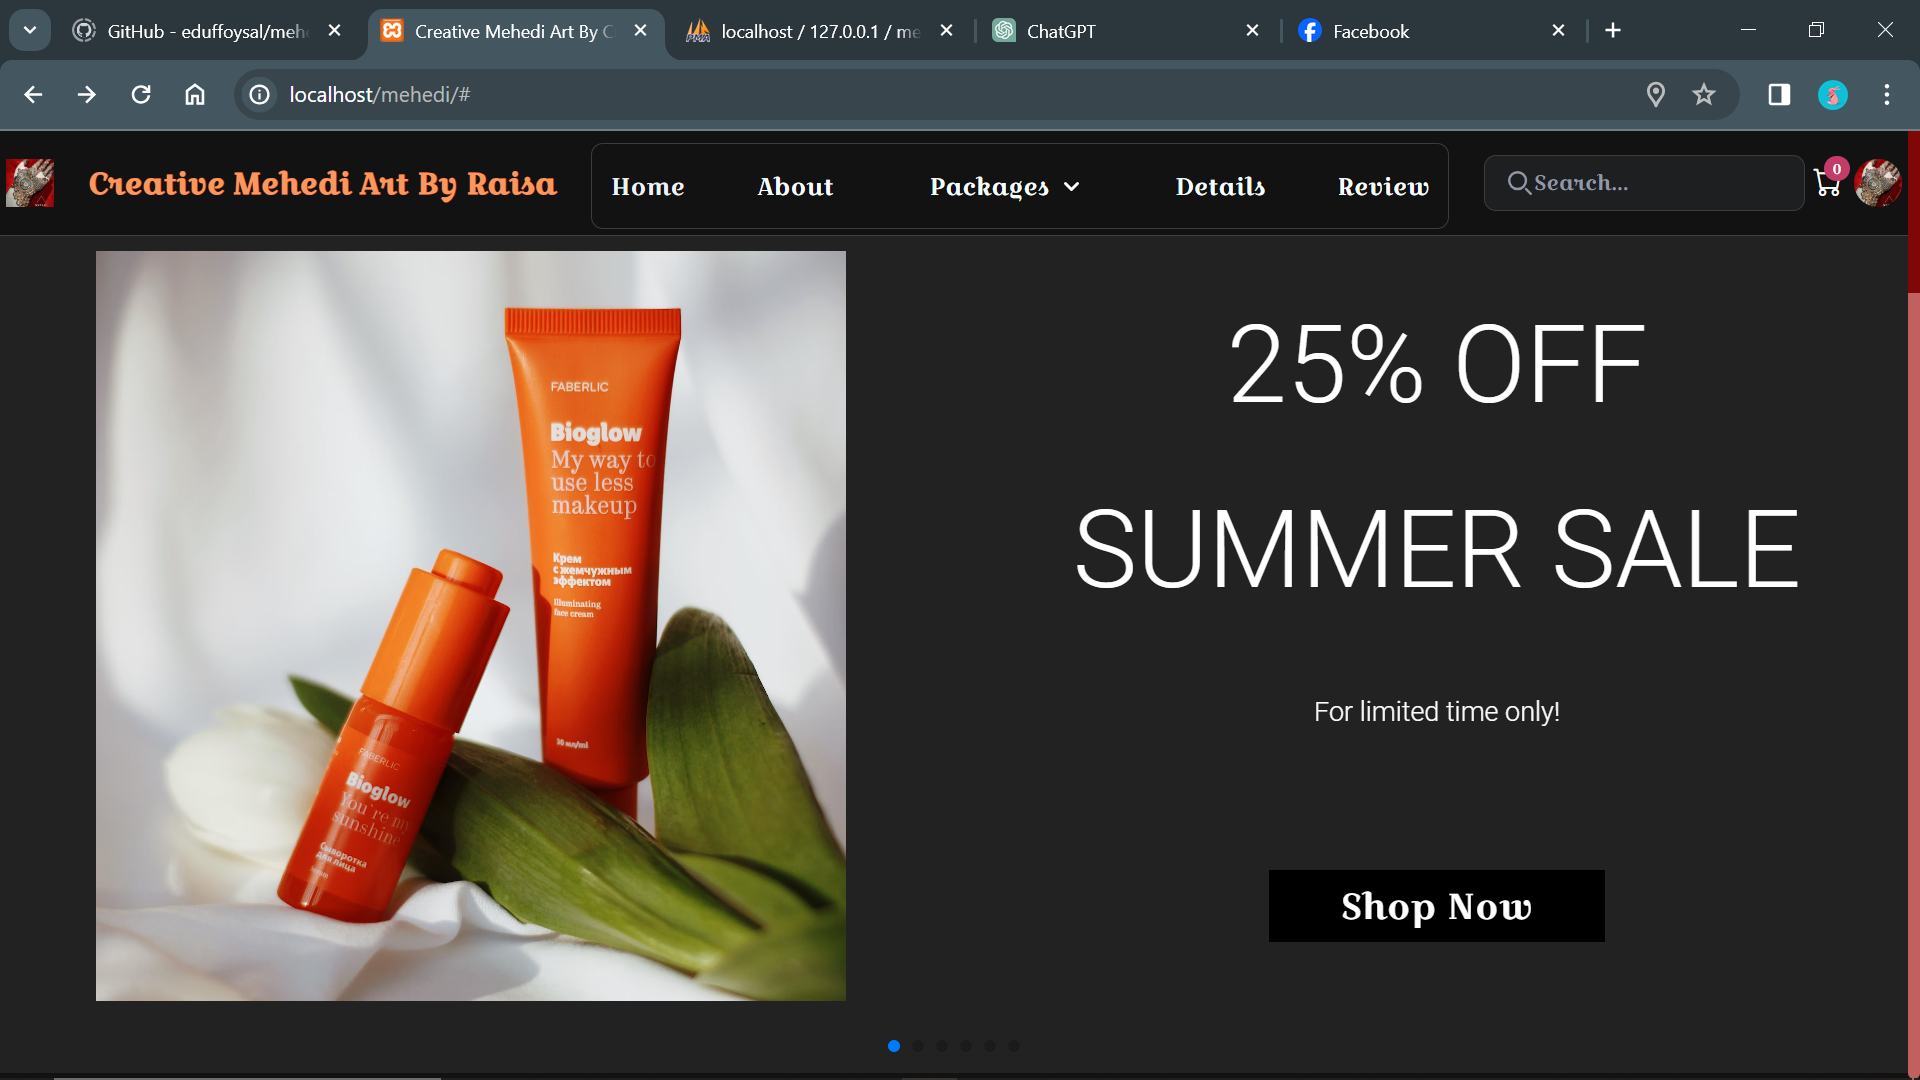 GitHub - eduffoysal/mehe
Creative Mehedi Art By C
localhost / 127.0.0.1 / me
ChatGPT
Facebook
localhost/mehedi/#
Creative Mehedi Art By Raisa
Home
About
Packages
Details
Review
Search...
0
FABERLIC
Bioglow
My way to
use less
makeup
Крем
с жемчужным
эффектом
Illuminating
face cream
30 мл/ml
FABERLIC
Bioglow
You're my
sunshine
Сыворотка
для лица
Serum
25% OFF
SUMMER SALE
For limited time only!
Shop Now